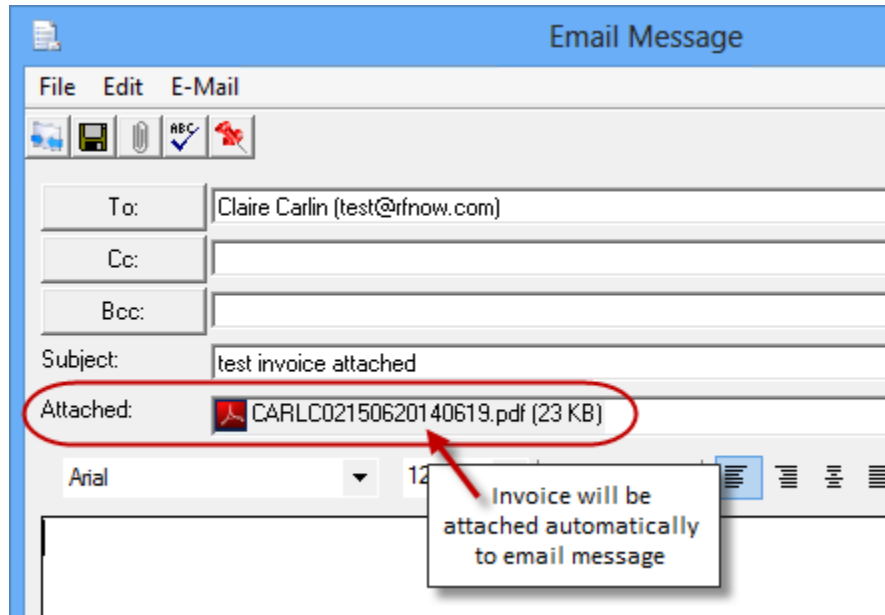 Email Message
File Edit E-Mail
ABC
To: Claire Carlin (test@rfnow.com)
Cc:
Bcc:
Subject: test invoice attached
Attached: CARLC02150620140619.pdf (23 KB)
Arial 12
Invoice will be
attached automatically
to email message